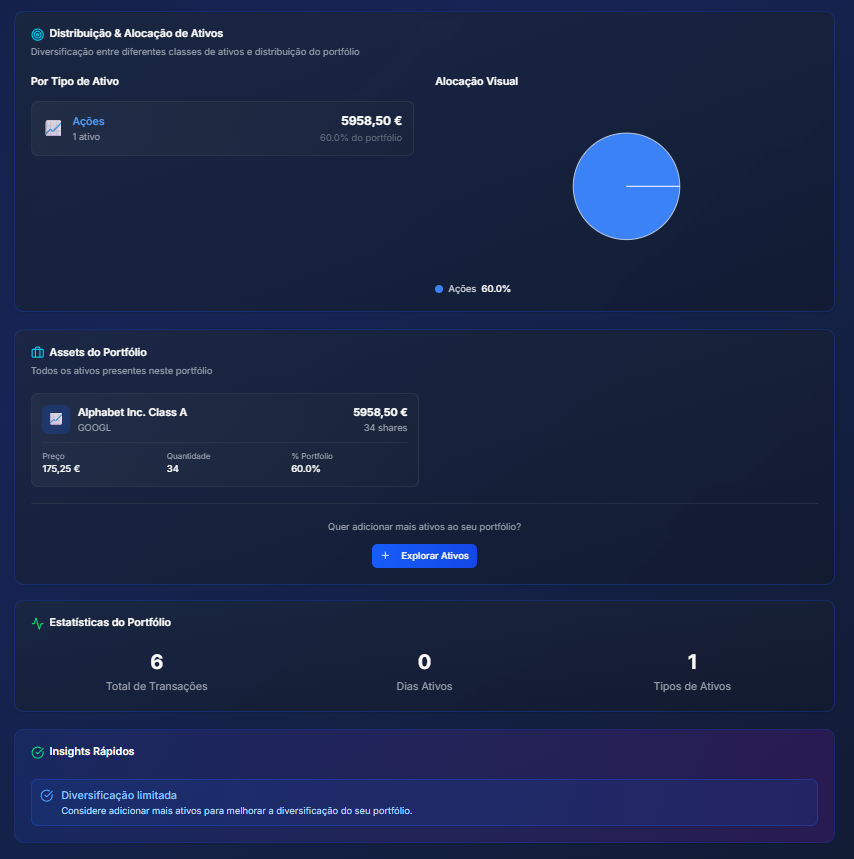 Distribuição & Alocação de Ativos
Diversificação entre diferentes classes de ativos e distribuição do portfólio
Por Tipo de Ativo
Ações
1 ativo
5958,50 €
60.0% do portfólio
Alocação Visual
Ações 60.0%
Assets do Portfólio
Todos os ativos presentes neste portfólio
Alphabet Inc. Class A
GOOGL
5958,50 €
34 shares
Preço
175,25 €
Quantidade
34
% Portfolio
60.0%
Quer adicionar mais ativos ao seu portfólio?
+ Explorar Ativos
Estatísticas do Portfólio
6
Total de Transações
0
Dias Ativos
1
Tipos de Ativos
Insights Rápidos
Diversificação limitada
Considere adicionar mais ativos para melhorar a diversificação do seu portfólio.